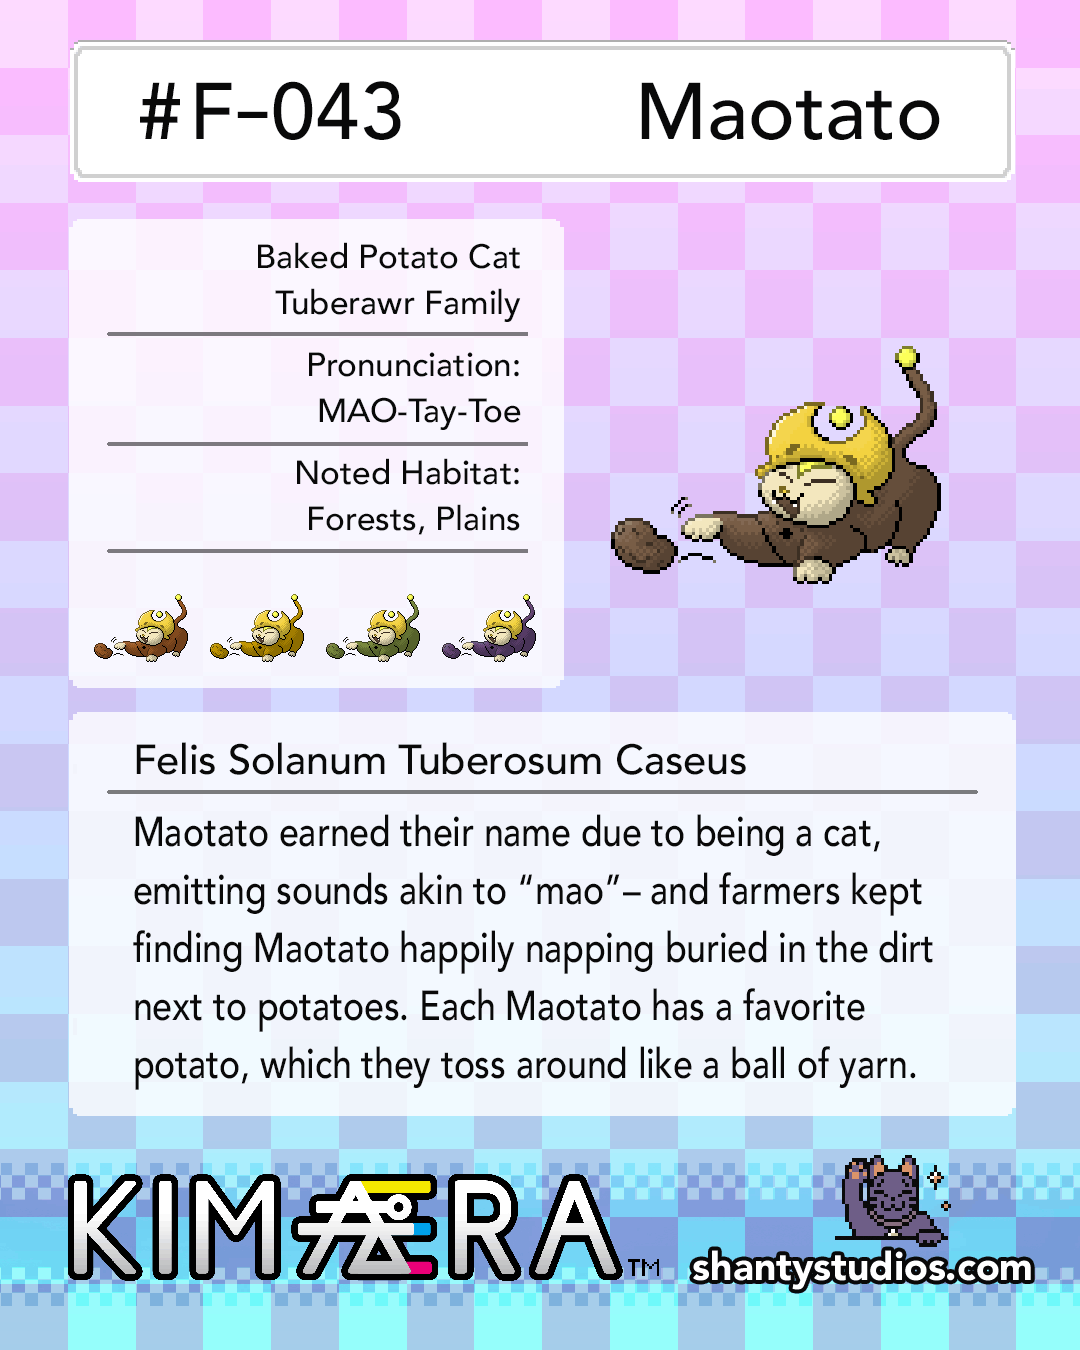 #F–043 Maotato
Baked Potato Cat
Tuberawr Family
Pronunciation:
MAO-Tay-Toe
Noted Habitat:
Forests, Plains
Felis Solanum Tuberosum Caseus
Maotato earned their name due to being a cat,
emitting sounds akin to “mao”– and farmers kept
finding Maotato happily napping buried in the dirt
next to potatoes. Each Maotato has a favorite
potato, which they toss around like a ball of yarn.
KIMÆRA™
shantystudios.com